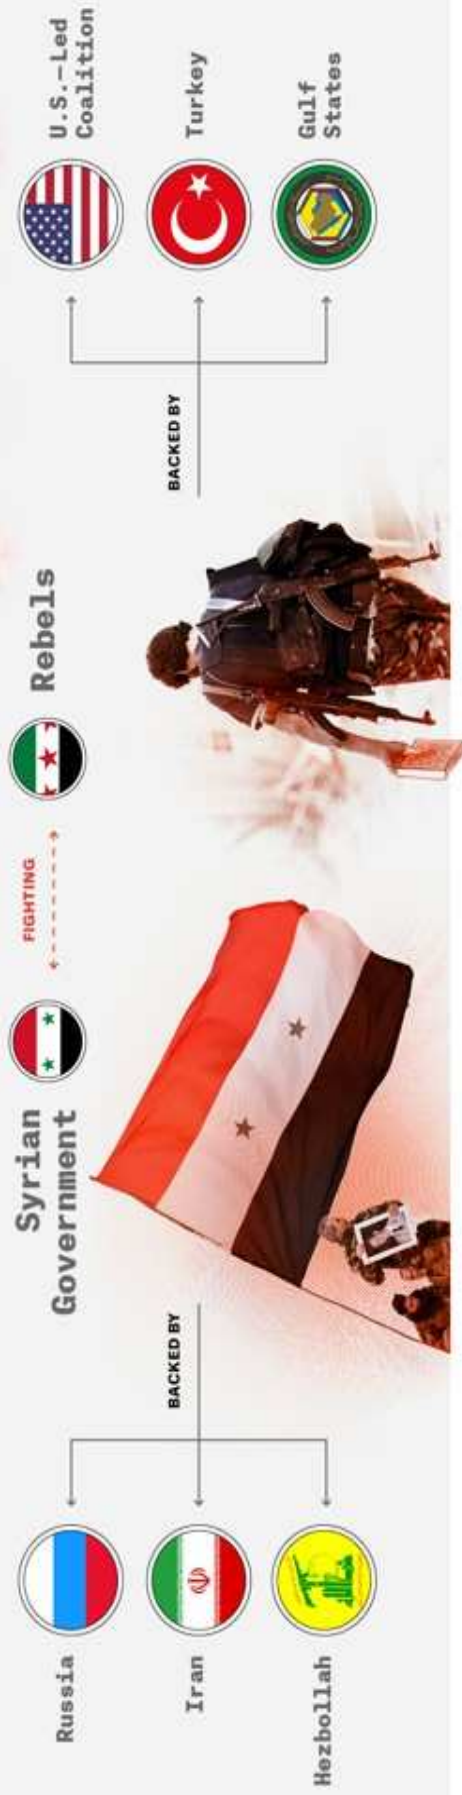 Syrian
Government
FIGHTING
Rebels
BACKED BY
Russia
Iran
Hezbollah
BACKED BY
U.S.-Led
Coalition
Turkey
Gulf
States